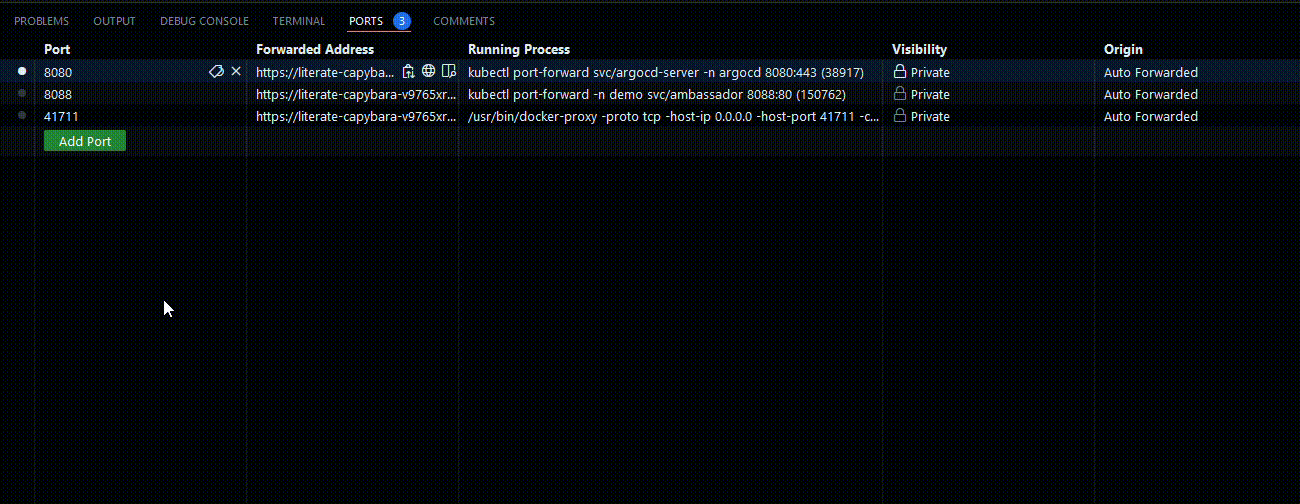 PROBLEMS OUTPUT DEBUG CONSOLE TERMINAL PORTS 3 COMMENTS
Port Forwarded Address Running Process Visibility Origin
8080 https://literate-capyba... kubectl port-forward svc/argocd-server -n argocd 8080:443 (38917) Private Auto Forwarded
8088 https://literate-capybara-v9765xr... kubectl port-forward -n demo svc/ambassador 8088:80 (150762) Private Auto Forwarded
41711 https://literate-capybara-v9765xr... /usr/bin/docker-proxy -proto tcp -host-ip 0.0.0.0 -host-port 41711 -c... Private Auto Forwarded
Add Port